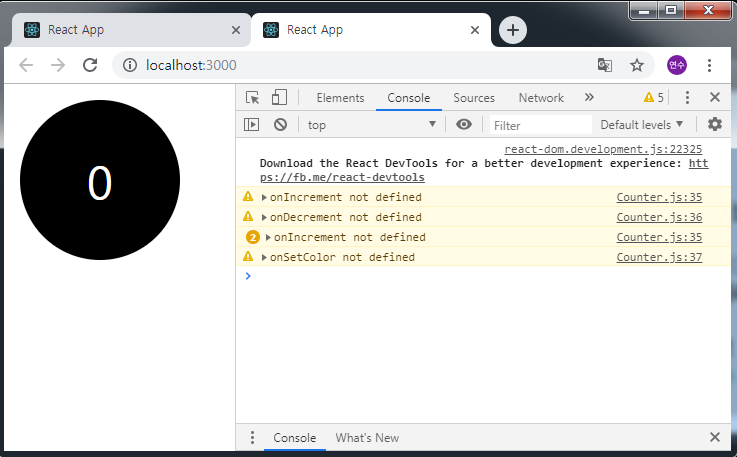 React App
React App
localhost:3000
연수
Elements Console Sources Network » 5
top Filter Default levels
react-dom.development.js:22325
Download the React DevTools for a better development experience: htt
ps://fb.me/react-devtools
onIncrement not defined Counter.js:35
onDecrement not defined Counter.js:36
2 onIncrement not defined Counter.js:35
onSetColor not defined Counter.js:37
0
Console What's New